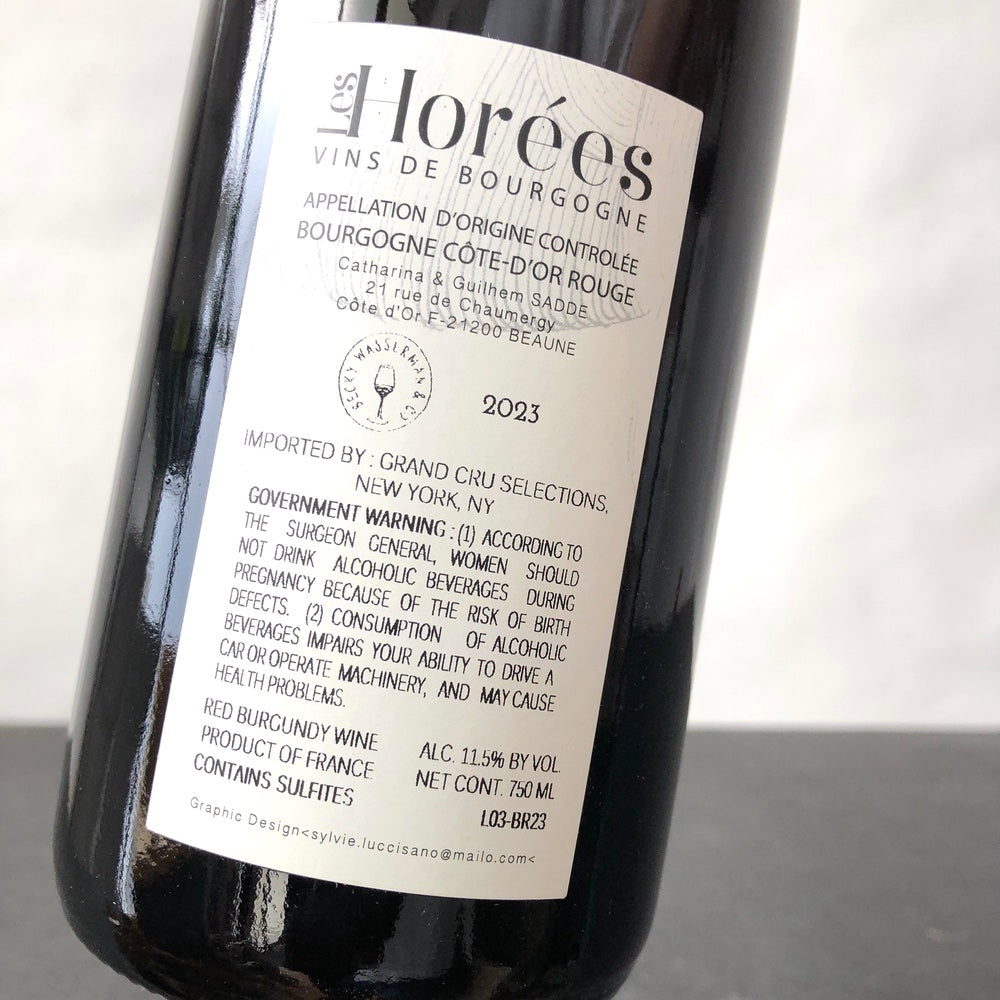 Les Horées
VINS DE BOURGOGNE
APPELLATION D'ORIGINE CONTROLÉE
BOURGOGNE CÔTE-D'OR ROUGE
Catharina & Guilhem SADDE
21 rue de Chaumergy
Côte d'Or F-21200 BEAUNE
BECKY WASSERMAN & CO
2023
IMPORTED BY : GRAND CRU SELECTIONS,
NEW YORK, NY
GOVERNMENT WARNING : (1) ACCORDING TO
THE SURGEON GENERAL, WOMEN SHOULD
NOT DRINK ALCOHOLIC BEVERAGES DURING
PREGNANCY BECAUSE OF THE RISK OF BIRTH
DEFECTS. (2) CONSUMPTION OF ALCOHOLIC
BEVERAGES IMPAIRS YOUR ABILITY TO DRIVE A
CAR OR OPERATE MACHINERY, AND MAY CAUSE
HEALTH PROBLEMS.
RED BURGUNDY WINE
PRODUCT OF FRANCE
CONTAINS SULFITES
ALC. 11.5% BY VOL.
NET CONT. 750 ML
L03-BR23
Graphic Design<sylvie.luccisano@mailo.com<